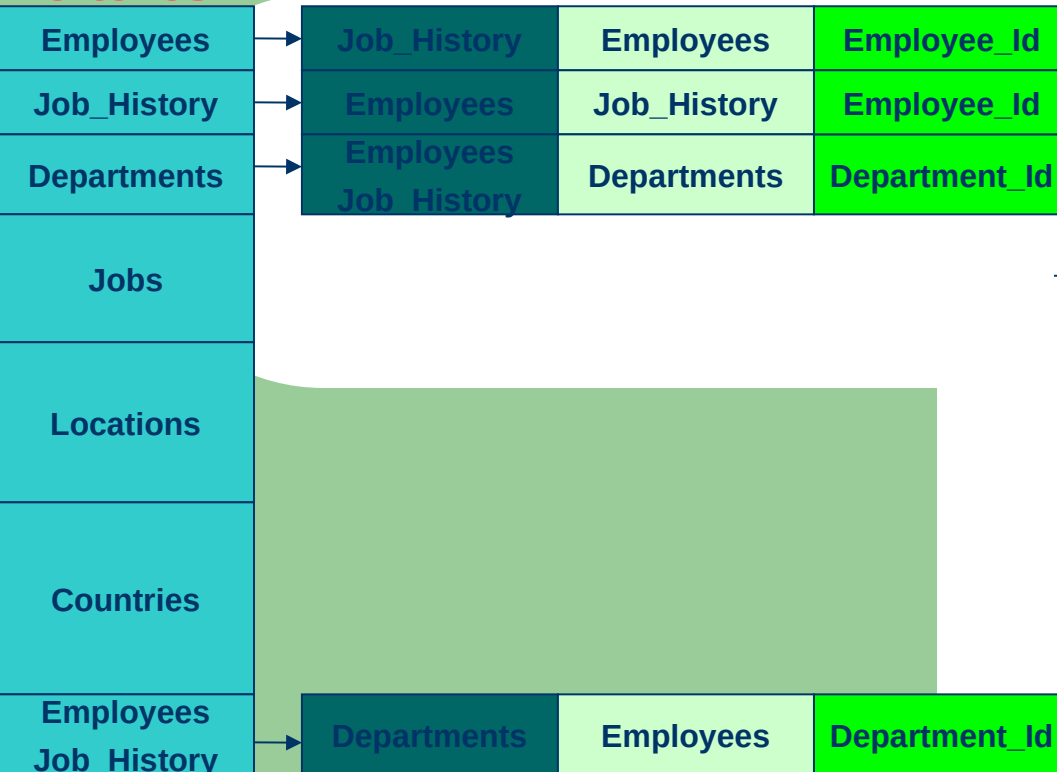 Employees Job_History Employees Employee_Id
Job_History Employees Job_History Employee_Id
Employees
Departments Departments Department_Id
Job_History
Jobs
Locations
Countries
Employees
Departments Employees Department_Id
Job_History